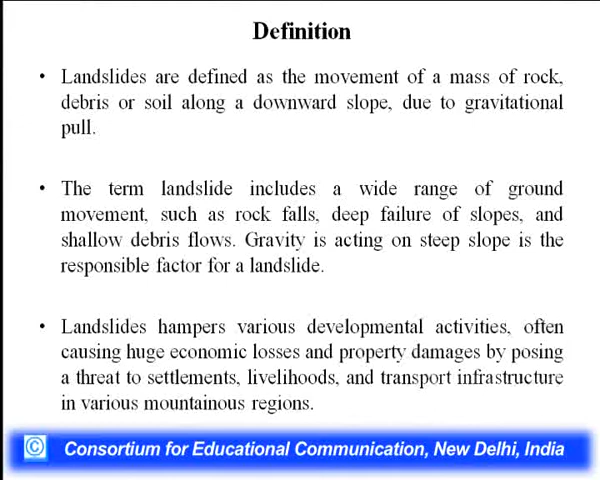 Definition
• Landslides are defined as the movement of a mass of rock,
debris or soil along a downward slope, due to gravitational
pull.
• The term landslide includes a wide range of ground
movement, such as rock falls, deep failure of slopes, and
shallow debris flows. Gravity is acting on steep slope is the
responsible factor for a landslide.
• Landslides hampers various developmental activities, often
causing huge economic losses and property damages by posing
a threat to settlements, livelihoods, and transport infrastructure
in various mountainous regions.
© Consortium for Educational Communication, New Delhi, India